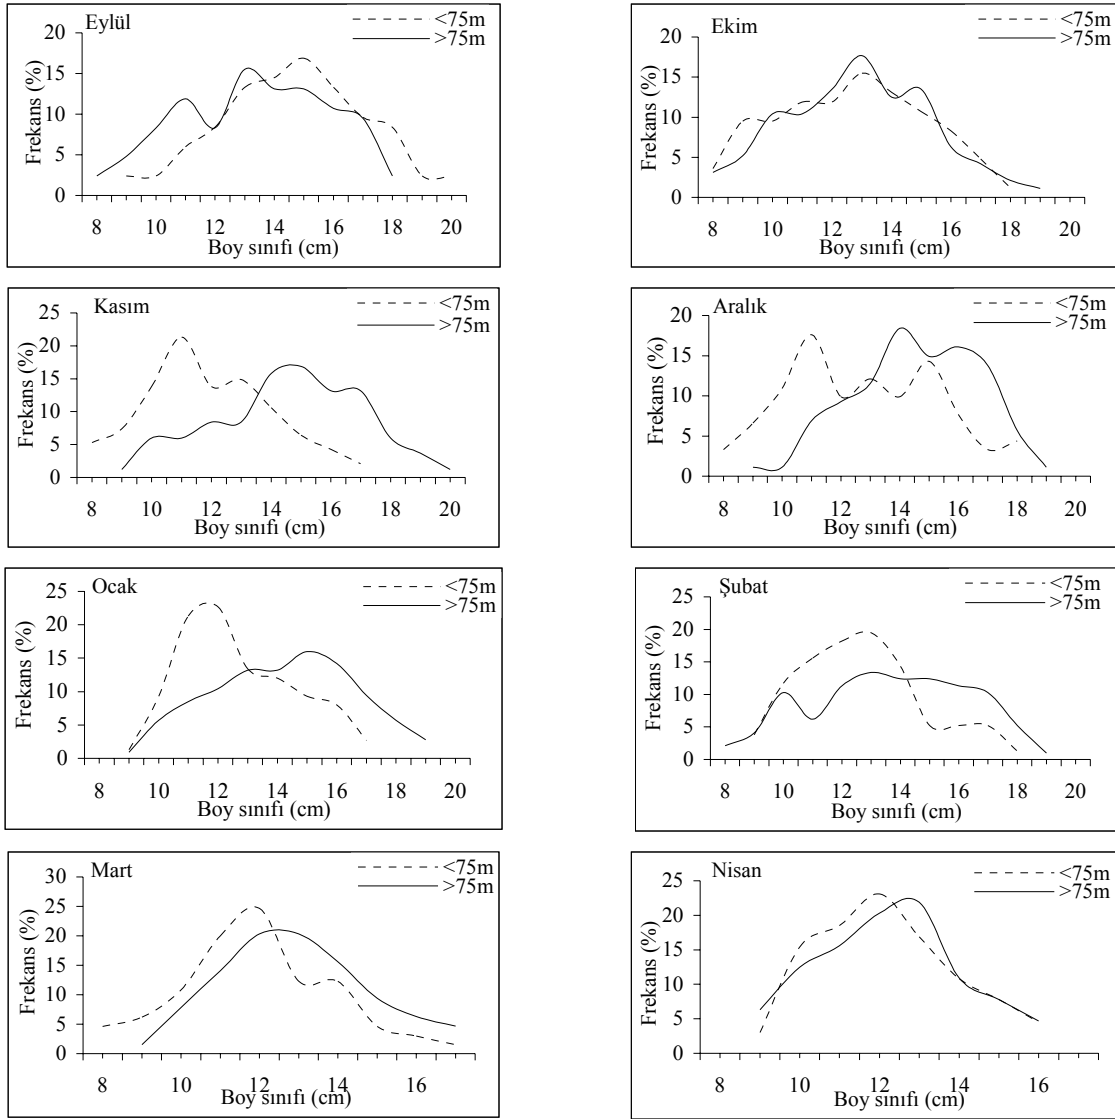 Eylül
<75m
>75m
20
15
10
5
0
Frekans (%)
8 10 12 14 16 18 20
Boy sınıfı (cm)
Ekim
<75m
>75m
20
15
10
5
0
Frekans (%)
8 10 12 14 16 18 20
Boy sınıfı (cm)
Kasım
<75m
>75m
25
20
15
10
5
0
Frekans (%)
8 10 12 14 16 18 20
Boy sınıfı (cm)
Aralık
<75m
>75m
20
15
10
5
0
Frekans (%)
8 10 12 14 16 18 20
Boy sınıfı (cm)
Ocak
<75m
>75m
25
20
15
10
5
0
Frekans (%)
8 10 12 14 16 18 20
Boy sınıfı (cm)
Şubat
<75m
>75m
25
20
15
10
5
0
Frekans (%)
8 10 12 14 16 18 20
Boy sınıfı (cm)
Mart
<75m
>75m
30
25
20
15
10
5
0
Frekans (%)
8 10 12 14 16
Boy sınıfı (cm)
Nisan
<75m
>75m
25
20
15
10
5
0
Frekans (%)
8 10 12 14 16
Boy sınıfı (cm)